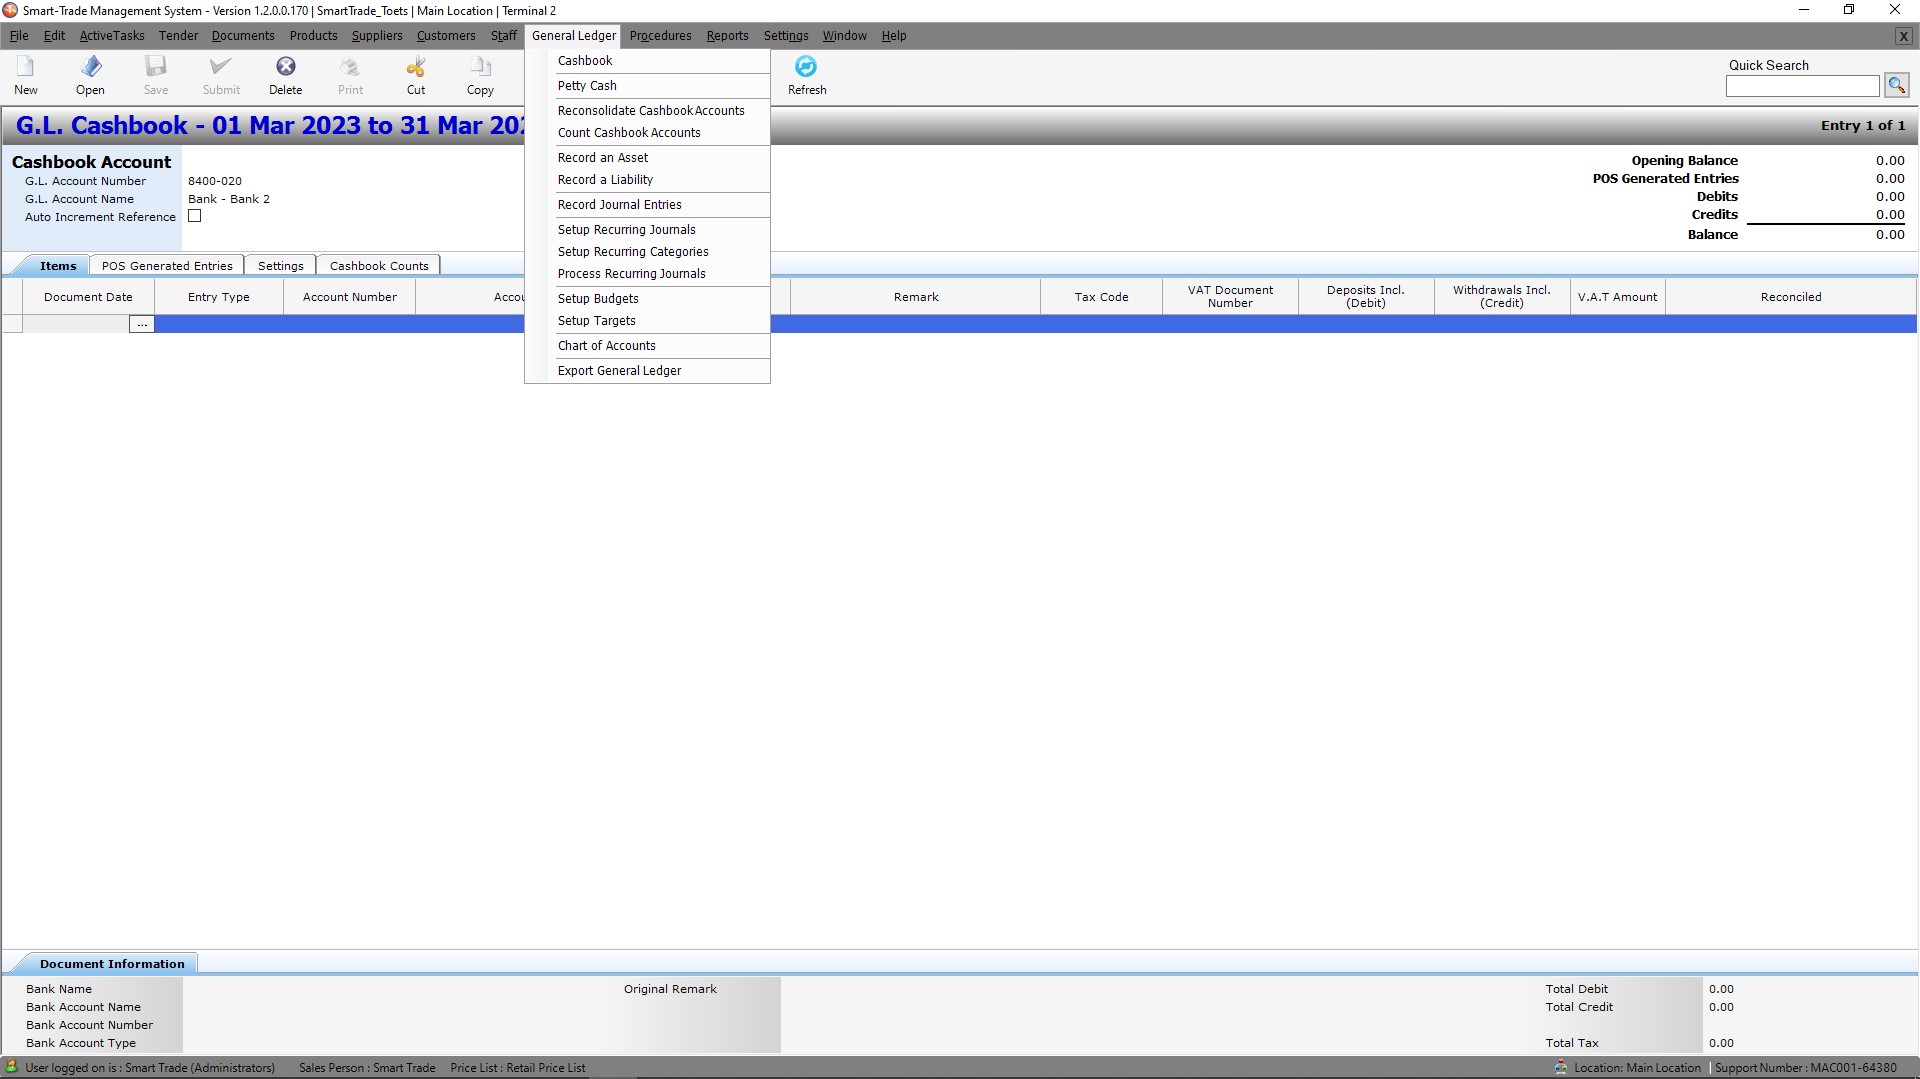 Smart-Trade Management System - Version 1.2.0.0.170 | SmartTrade_Toets | Main Location | Terminal 2
File Edit ActiveTasks Tender Documents Products Suppliers Customers Staff General Ledger Procedures Reports Settings Window Help X
New Open Save Submit Delete Print Cut Copy Refresh
Quick Search
Cashbook
Petty Cash
Reconsolidate Cashbook Accounts
Count Cashbook Accounts
Record an Asset
Record a Liability
Record Journal Entries
Setup Recurring Journals
Setup Recurring Categories
Process Recurring Journals
Setup Budgets
Setup Targets
Chart of Accounts
Export General Ledger
G.L. Cashbook - 01 Mar 2023 to 31 Mar
Entry 1 of 1
Cashbook Account
G.L. Account Number 8400-020
G.L. Account Name Bank - Bank 2
Auto Increment Reference
Opening Balance 0.00
POS Generated Entries 0.00
Debits 0.00
Credits 0.00
Balance 0.00
Items POS Generated Entries Settings Cashbook Counts
Document Date Entry Type Account Number Remark Tax Code VAT Document Number Deposits Incl. (Debit) Withdrawals Incl. (Credit) V.A.T Amount Reconciled
...
Document Information
Bank Name
Bank Account Name
Bank Account Number
Bank Account Type
Original Remark
Total Debit 0.00
Total Credit 0.00
Total Tax 0.00
User logged on is : Smart Trade (Administrators) Sales Person : Smart Trade Price List : Retail Price List Location: Main Location | Support Number : MAC001-64380